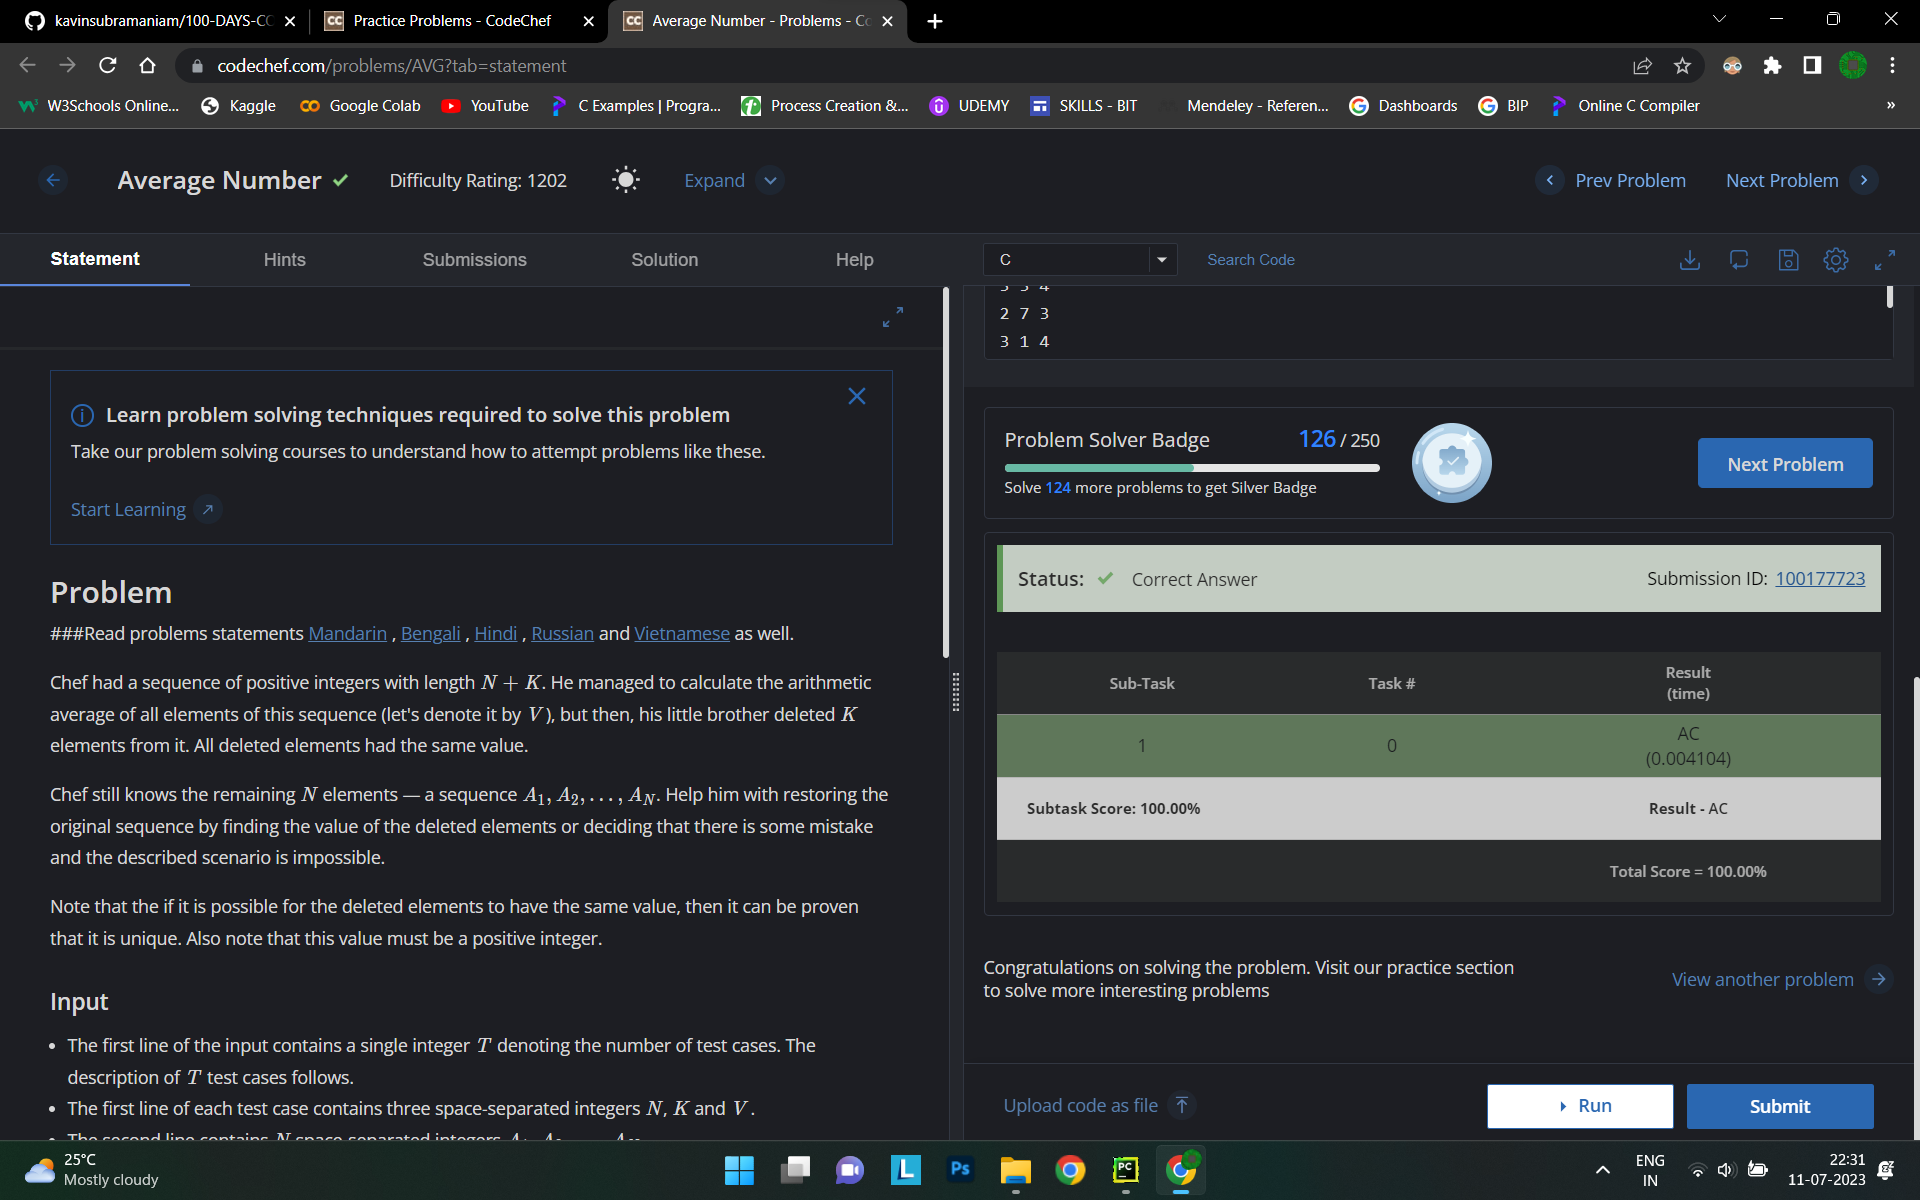 kavinsubramaniam/100-DAYS-CC
Practice Problems - CodeChef
Average Number - Problems - Co
codechef.com/problems/AVG?tab=statement
W3Schools Online...
Kaggle
Google Colab
YouTube
C Examples | Progra...
Process Creation &...
UDEMY
SKILLS - BIT
Mendeley - Referen...
Dashboards
BIP
Online C Compiler
»
Average Number
Difficulty Rating: 1202
Expand
Prev Problem
Next Problem
Statement
Hints
Submissions
Solution
Help
C
Search Code
2 7 3
3 1 4
Learn problem solving techniques required to solve this problem
Take our problem solving courses to understand how to attempt problems like these.
Start Learning
Problem
###Read problems statements Mandarin , Bengali , Hindi , Russian and Vietnamese as well.
Chef had a sequence of positive integers with length N + K. He managed to calculate the arithmetic
average of all elements of this sequence (let's denote it by V), but then, his little brother deleted K
elements from it. All deleted elements had the same value.
Chef still knows the remaining N elements — a sequence A1, A2, . . . , AN. Help him with restoring the
original sequence by finding the value of the deleted elements or deciding that there is some mistake
and the described scenario is impossible.
Note that the if it is possible for the deleted elements to have the same value, then it can be proven
that it is unique. Also note that this value must be a positive integer.
Input
• The first line of the input contains a single integer T denoting the number of test cases. The
description of T test cases follows.
• The first line of each test case contains three space-separated integers N, K and V.
• The second line contains N space-separated integers
Problem Solver Badge
126 / 250
Solve 124 more problems to get Silver Badge
Next Problem
Status:
Correct Answer
Submission ID: 100177723
Sub-Task
Task #
Result
(time)
1
0
AC
(0.004104)
Subtask Score: 100.00%
Result - AC
Total Score = 100.00%
Congratulations on solving the problem. Visit our practice section
to solve more interesting problems
View another problem
Upload code as file
Run
Submit
25°C
Mostly cloudy
L
Ps
PC
ENG
IN
22:31
11-07-2023